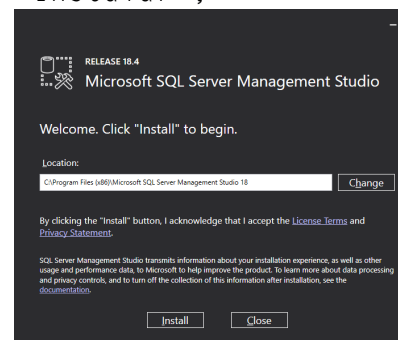 RELEASE 18.4
Microsoft SQL Server Management Studio
Welcome. Click "Install" to begin.
Location:
C:\Program Files (x86)\Microsoft SQL Server Management Studio 18
Change
By clicking the "Install" button, I acknowledge that I accept the License Terms and
Privacy Statement.
SQL Server Management Studio transmits information about your installation experience, as well as other
usage and performance data, to Microsoft to help improve the product. To learn more about data processing
and privacy controls, and to turn off the collection of this information after installation, see the
documentation.
Install Close